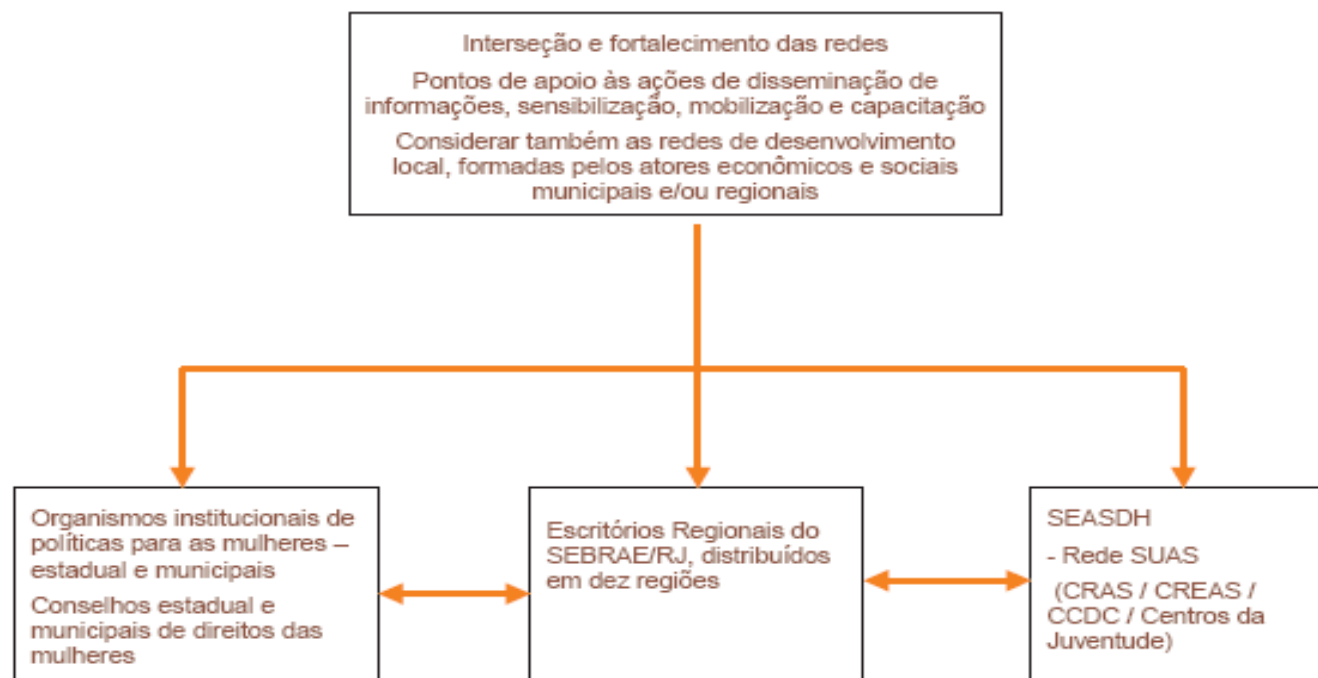 Interseção e fortalecimento das redes
Pontos de apoio às ações de disseminação de
informações, sensibilização, mobilização e capacitação
Considerar também as redes de desenvolvimento
local, formadas pelos atores econômicos e sociais
municipais e/ou regionais
Organismos institucionais de
políticas para as mulheres –
estadual e municipais
Conselhos estadual e
municipais de direitos das
mulheres
Escritórios Regionais do
SEBRAE/RJ, distribuídos
em dez regiões
SEASDH
- Rede SUAS
(CRAS / CREAS /
CCDC / Centros da
Juventude)